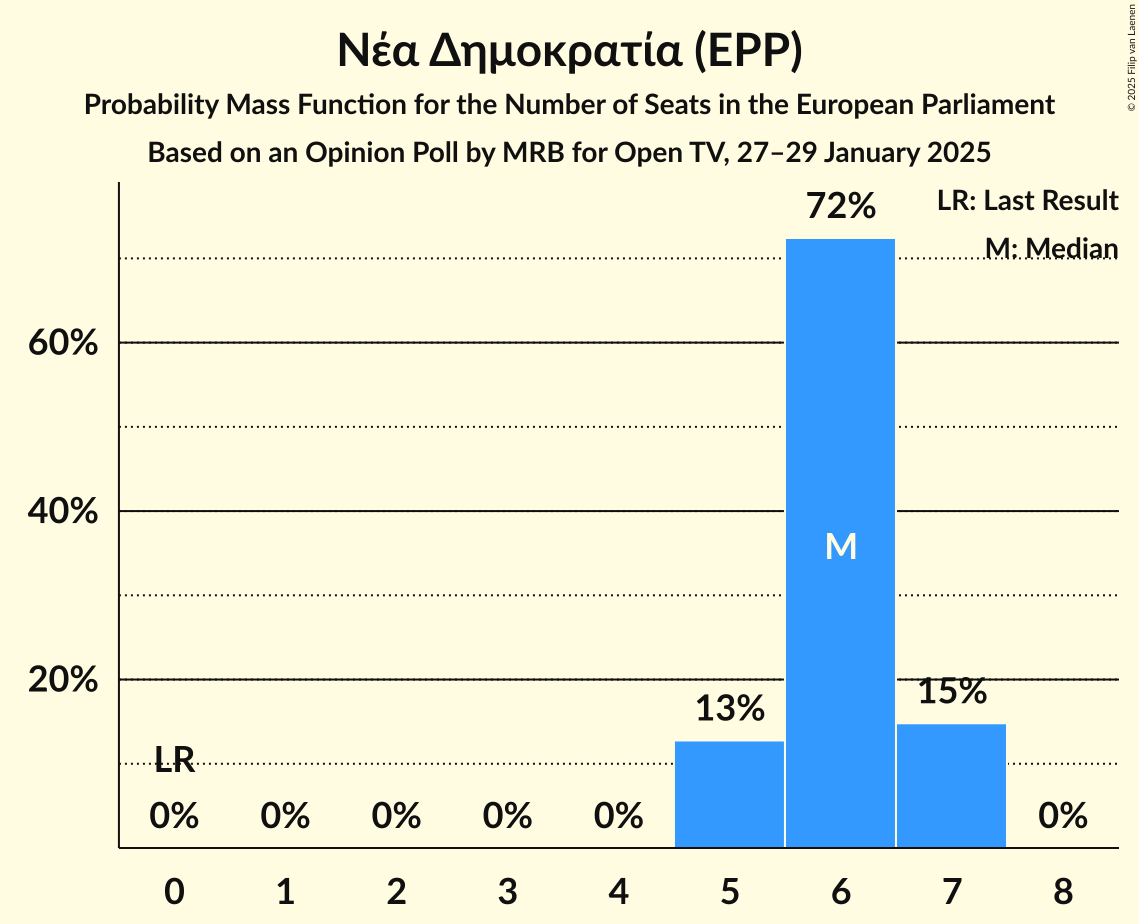 Νέα Δημοκρατία (EPP)
Probability Mass Function for the Number of Seats in the European Parliament
Based on an Opinion Poll by MRB for Open TV, 27–29 January 2025
© 2025 Filip van Laenen
LR: Last Result
M: Median
72%
60%
40%
M
20%
15%
13%
LR
0% 0% 0% 0% 0% 0%
0 1 2 3 4 5 6 7 8